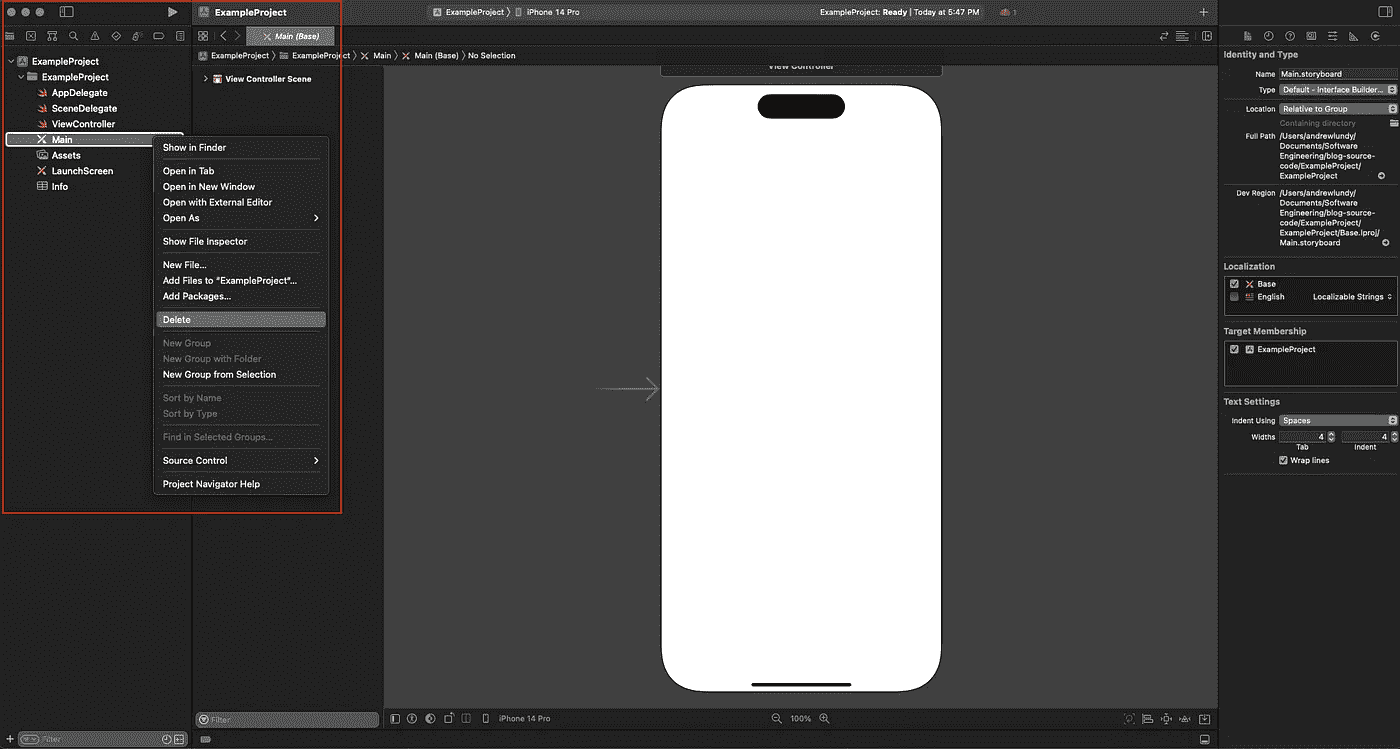 ExampleProject
ExampleProject
iPhone 14 Pro
ExampleProject: Ready | Today at 5:47 PM
1
Main (Base)
ExampleProject
ExampleProject
Main
Main (Base)
No Selection
ExampleProject
ExampleProject
AppDelegate
SceneDelegate
ViewController
Main
Assets
LaunchScreen
Info
View Controller Scene
Show in Finder
Open in Tab
Open in New Window
Open with External Editor
Open As
Show File Inspector
New File...
Add Files to “ExampleProject”...
Add Packages...
Delete
New Group
New Group with Folder
New Group from Selection
Sort by Name
Sort by Type
Find in Selected Groups...
Source Control
Project Navigator Help
View Controller
Identity and Type
Name Main.storyboard
Type Default - Interface Builder...
Location Relative to Group
Containing directory
Full Path /Users/andrewlundy/
Documents/Software
Engineering/blog-source-
code/ExampleProject/
ExampleProject
Dev Region /Users/andrewlundy/
Documents/Software
Engineering/blog-source-
code/ExampleProject/
ExampleProject/Base.lproj/
Main.storyboard
Localization
Base
English Localizable Strings
Target Membership
ExampleProject
Text Settings
Indent Using Spaces
Widths 4 4
Tab Indent
Wrap lines
Filter
Filter
iPhone 14 Pro
100%